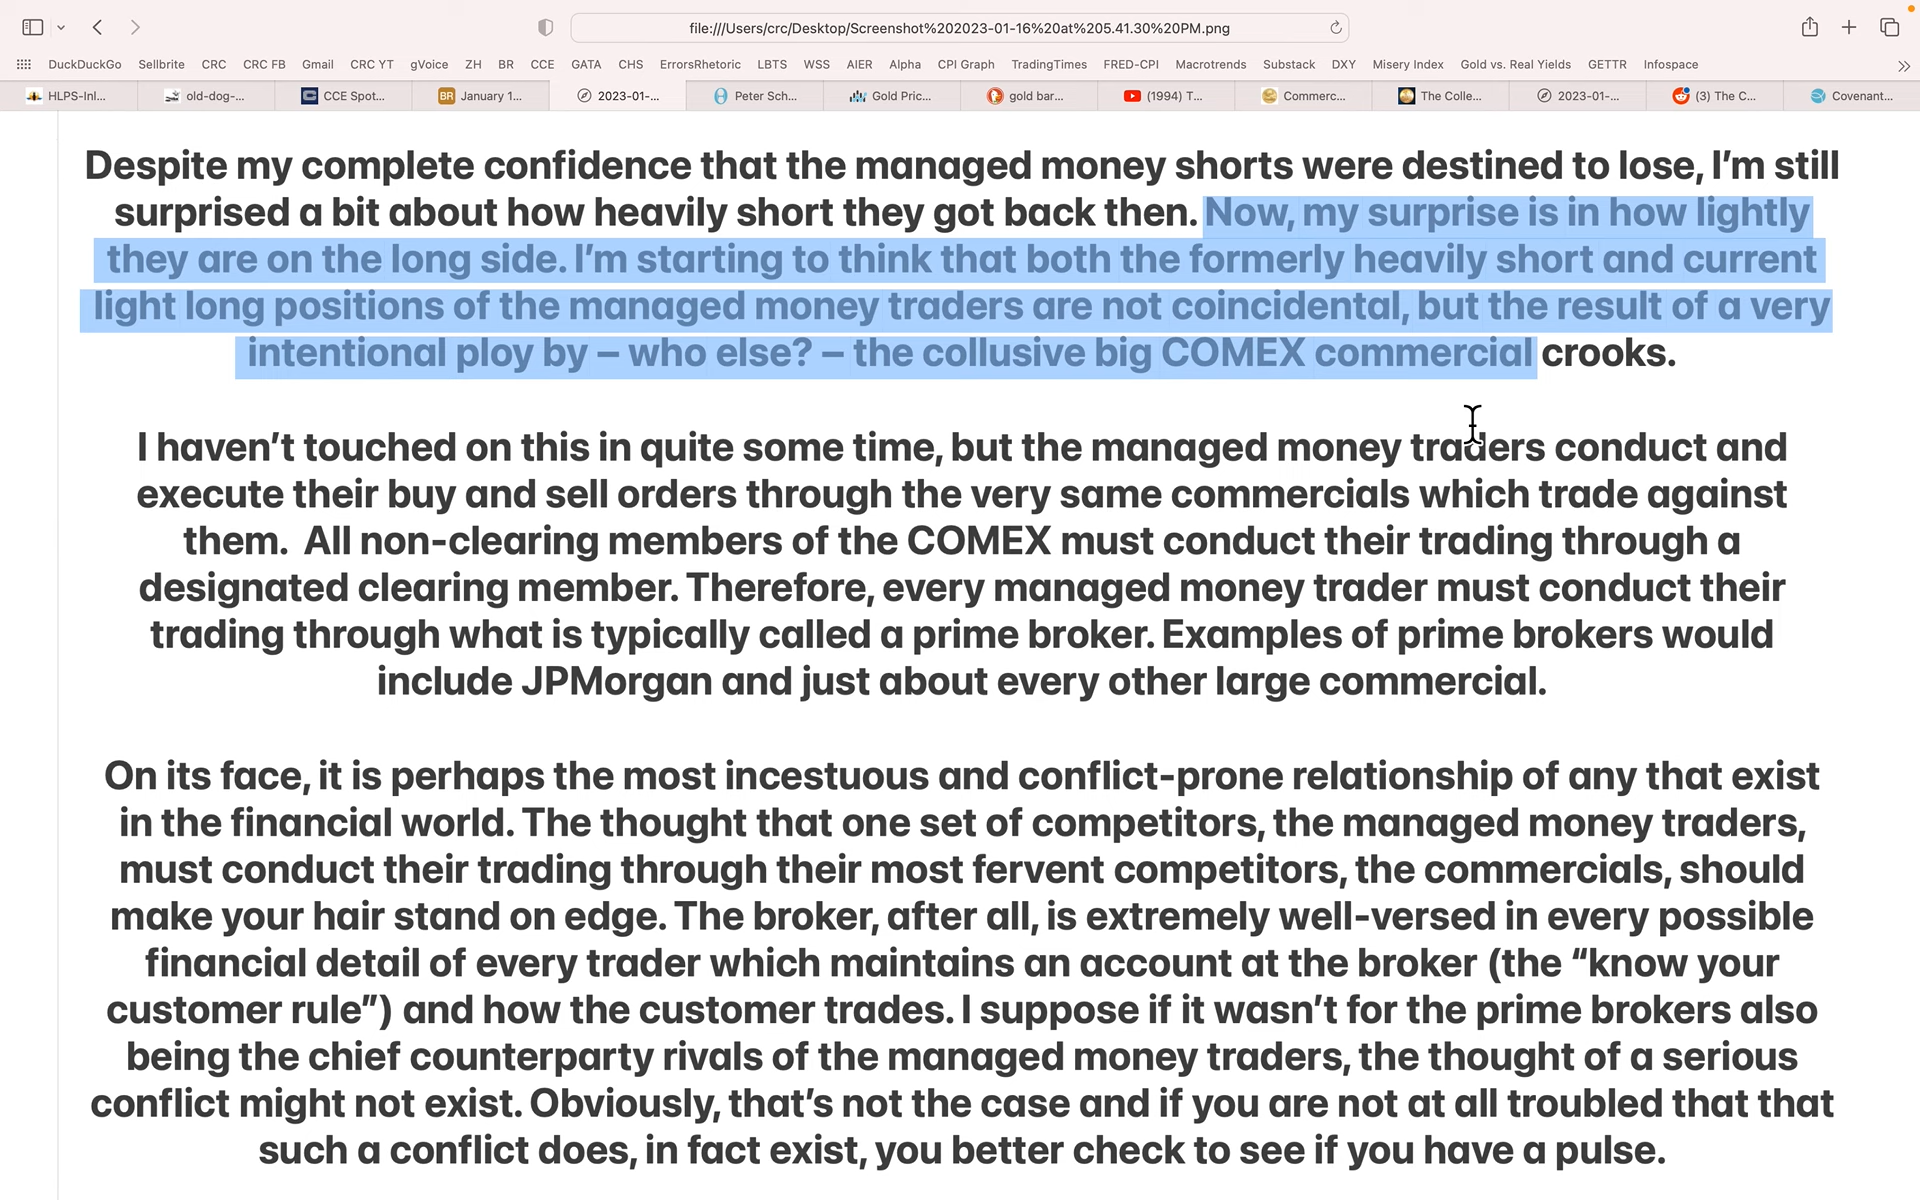 file:///Users/crc/Desktop/Screenshot%202023-01-16%20at%205.41.30%20PM.png
DuckDuckGo Sellbrite CRC CRC FB Gmail CRC YT gVoice ZH BR CCE GATA CHS ErrorsRhetoric LBTS WSS AIER Alpha CPI Graph TradingTimes FRED-CPI Macrotrends Substack DXY Misery Index Gold vs. Real Yields GETTR Infospace
HLPS-Inl... old-dog-... CCE Spot... BR January 1... 2023-01-... Peter Sch... Gold Pric... gold bar... (1994) T... Commerc... The Colle... 2023-01-... (3) The C... Covenant...
Despite my complete confidence that the managed money shorts were destined to lose, I’m still
surprised a bit about how heavily short they got back then. Now, my surprise is in how lightly
they are on the long side. I’m starting to think that both the formerly heavily short and current
light long positions of the managed money traders are not coincidental, but the result of a very
intentional ploy by – who else? – the collusive big COMEX commercial crooks.
I haven’t touched on this in quite some time, but the managed money traders conduct and
execute their buy and sell orders through the very same commercials which trade against
them.  All non-clearing members of the COMEX must conduct their trading through a
designated clearing member. Therefore, every managed money trader must conduct their
trading through what is typically called a prime broker. Examples of prime brokers would
include JPMorgan and just about every other large commercial.
On its face, it is perhaps the most incestuous and conflict-prone relationship of any that exist
in the financial world. The thought that one set of competitors, the managed money traders,
must conduct their trading through their most fervent competitors, the commercials, should
make your hair stand on edge. The broker, after all, is extremely well-versed in every possible
financial detail of every trader which maintains an account at the broker (the “know your
customer rule”) and how the customer trades. I suppose if it wasn’t for the prime brokers also
being the chief counterparty rivals of the managed money traders, the thought of a serious
conflict might not exist. Obviously, that’s not the case and if you are not at all troubled that that
such a conflict does, in fact exist, you better check to see if you have a pulse.